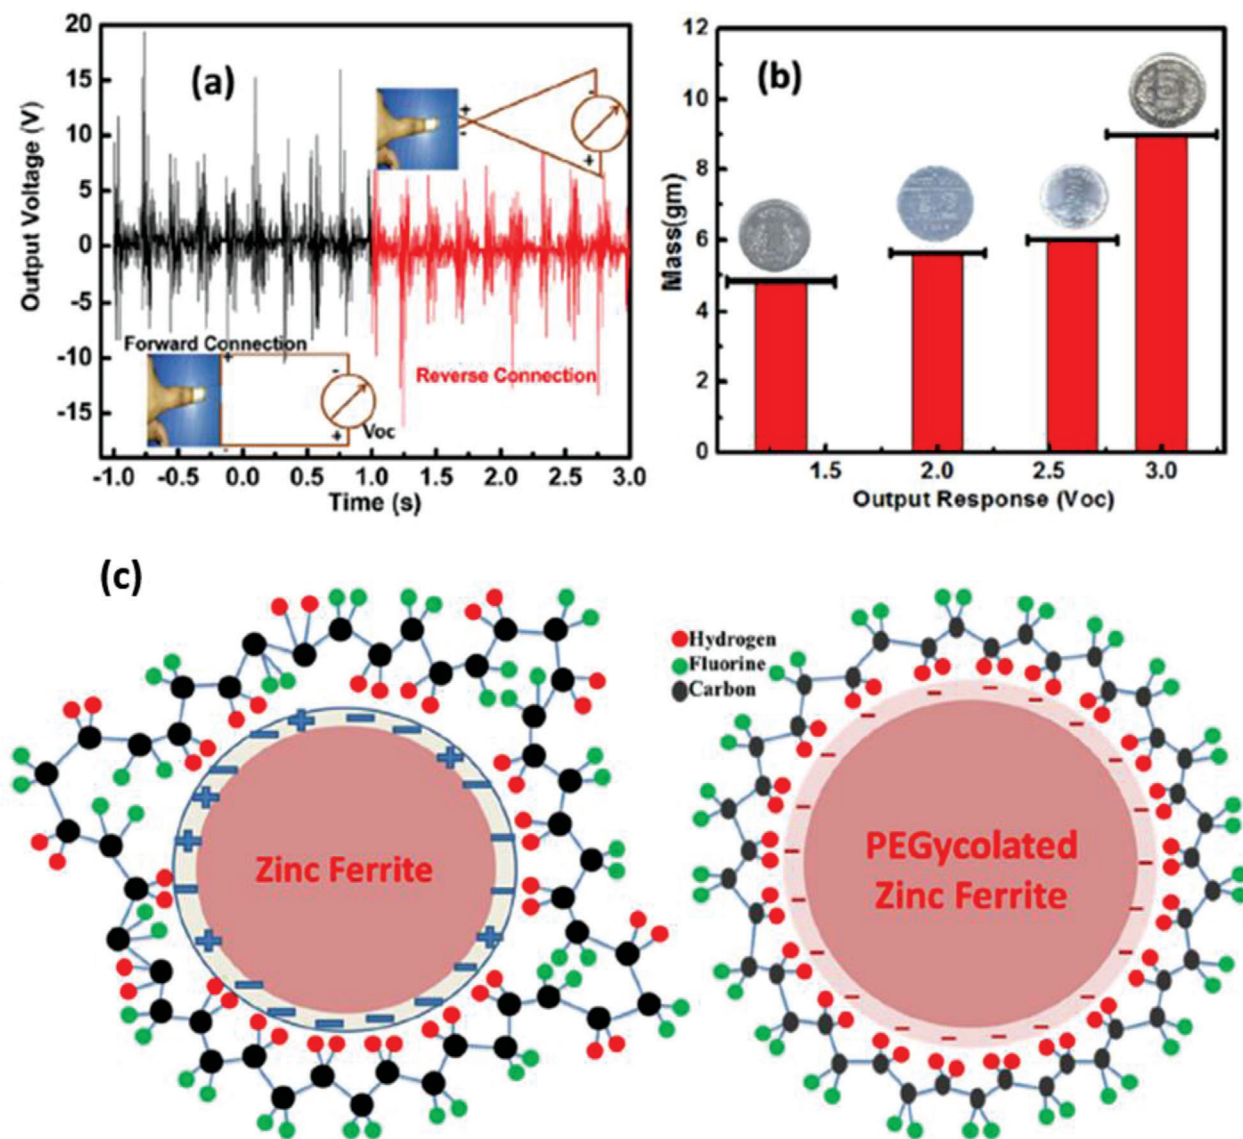 (a)
20
15
10
5
0
-5
-10
-15
Output Voltage (V)
+
-
-
+
Forward Connection
+
-
-
+
Voc
Reverse Connection
-1.0 -0.5 0.0 0.5 1.0 1.5 2.0 2.5 3.0
Time (s)
(b)
12
10
8
6
4
2
0
Mass(gm)
5
1.5 2.0 2.5 3.0
Output Response (Voc)
(c)
Hydrogen
Fluorine
Carbon
Zinc Ferrite
PEGycolated
Zinc Ferrite